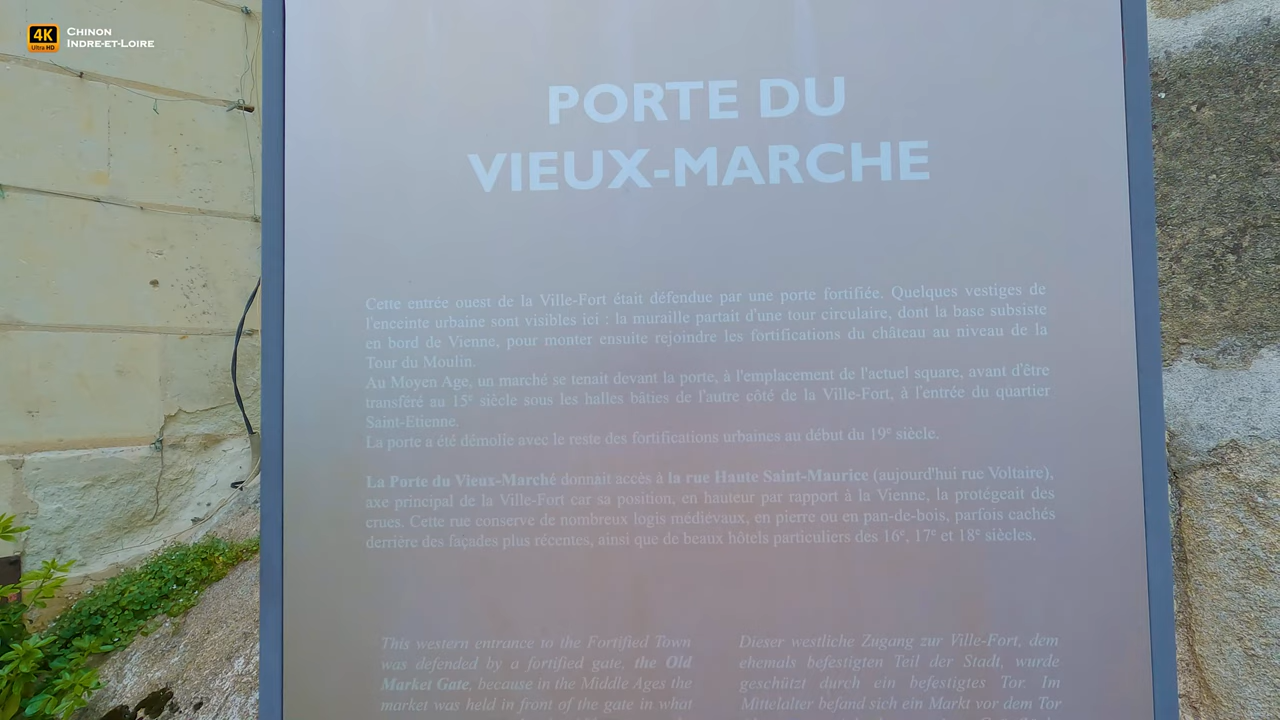 4K
Ultra HD
CHINON
INDRE-ET-LOIRE
PORTE DU
VIEUX-MARCHE
Cette entrée ouest de la Ville-Fort était défendue par une porte fortifiée. Quelques vestiges de
l'enceinte urbaine sont visibles ici : la muraille partait d'une tour circulaire, dont la base subsiste
en bord de Vienne, pour monter ensuite rejoindre les fortifications du château au niveau de la
Tour du Moulin.
Au Moyen Age, un marché se tenait devant la porte, à l'emplacement de l'actuel square, avant d'être
transféré au 15e siècle sous les halles bâties de l'autre côté de la Ville-Fort, à l'entrée du quartier
Saint-Etienne.
La porte a été démolie avec le reste des fortifications urbaines au début du 19e siècle.
La Porte du Vieux-Marché donnait accès à la rue Haute Saint-Maurice (aujourd'hui rue Voltaire),
axe principal de la Ville-Fort car sa position, en hauteur par rapport à la Vienne, la protégeait des
crues. Cette rue conserve de nombreux logis médiévaux, en pierre ou en pan-de-bois, parfois cachés
derrière des façades plus récentes, ainsi que de beaux hôtels particuliers des 16e, 17e et 18e siècles.
This western entrance to the Fortified Town
was defended by a fortified gate, the Old
Market Gate, because in the Middle Ages the
market was held in front of the gate in what
Dieser westliche Zugang zur Ville-Fort, dem
ehemals befestigten Teil der Stadt, wurde
geschützt durch ein befestigtes Tor. Im
Mittelalter befand sich ein Markt vor dem Tor